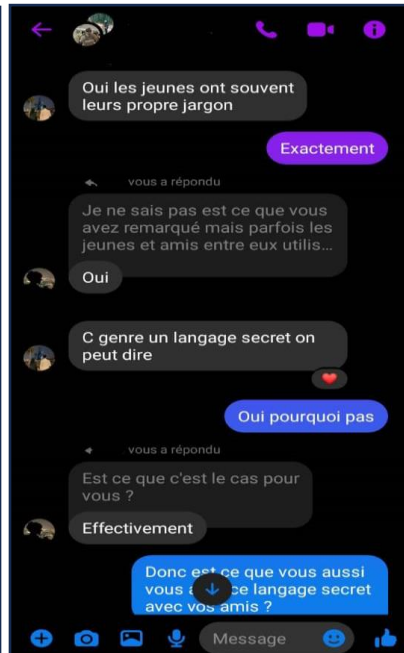 Oui les jeunes ont souvent
leurs propre jargon
Exactement
vous a répondu
Je ne sais pas est ce que vous
avez remarqué mais parfois les
jeunes et amis entre eux utilis...
Oui
C genre un langage secret on
peut dire
Oui pourquoi pas
vous a répondu
Est ce que c'est le cas pour
vous ?
Effectivement
Donc est ce que vous aussi
vous ce langage secret
avec vos amis ?
Message